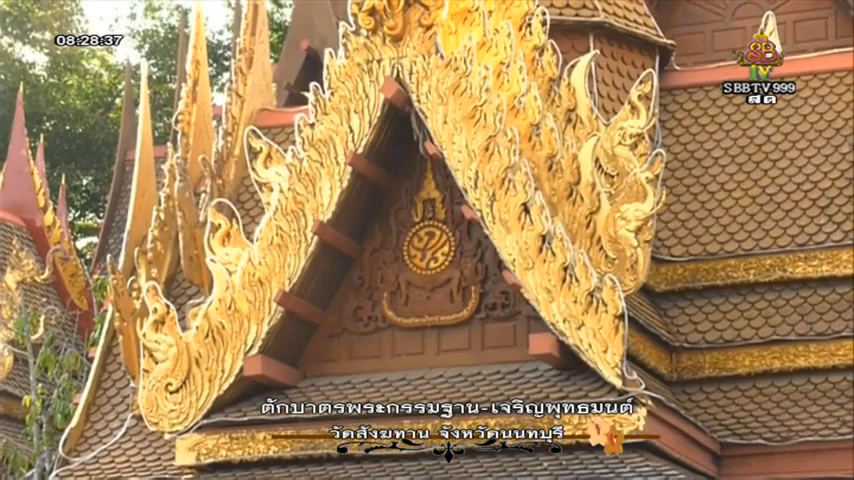 08:28:37
SBB
TV
SBBTV999
สด
ตักบาตรพระกรรมฐาน-เจริญพุทธมนต์
วัดสังฆทาน จังหวัดนนทบุรี